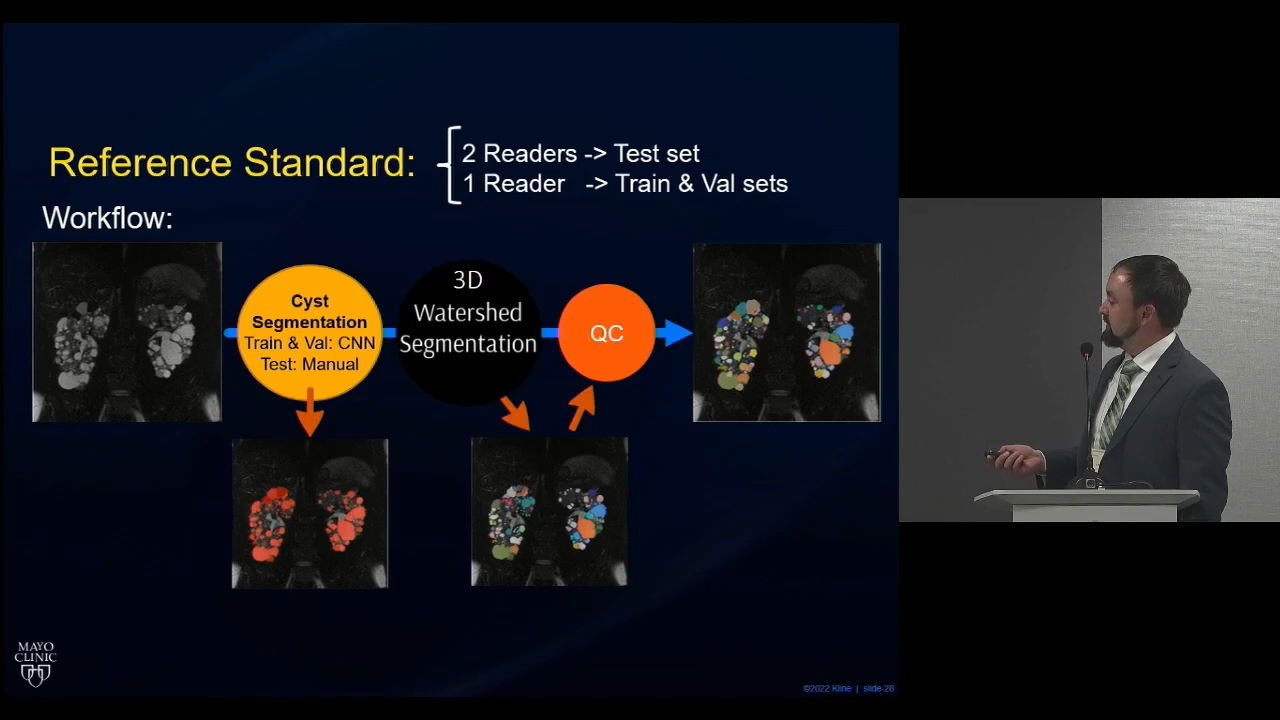 Reference Standard:
2 Readers -> Test set
1 Reader -> Train & Val sets
Workflow:
Cyst
Segmentation
Train & Val: CNN
Test: Manual
3D
Watershed
Segmentation
QC
MAYO
CLINIC
©2022 Kline | slide-28